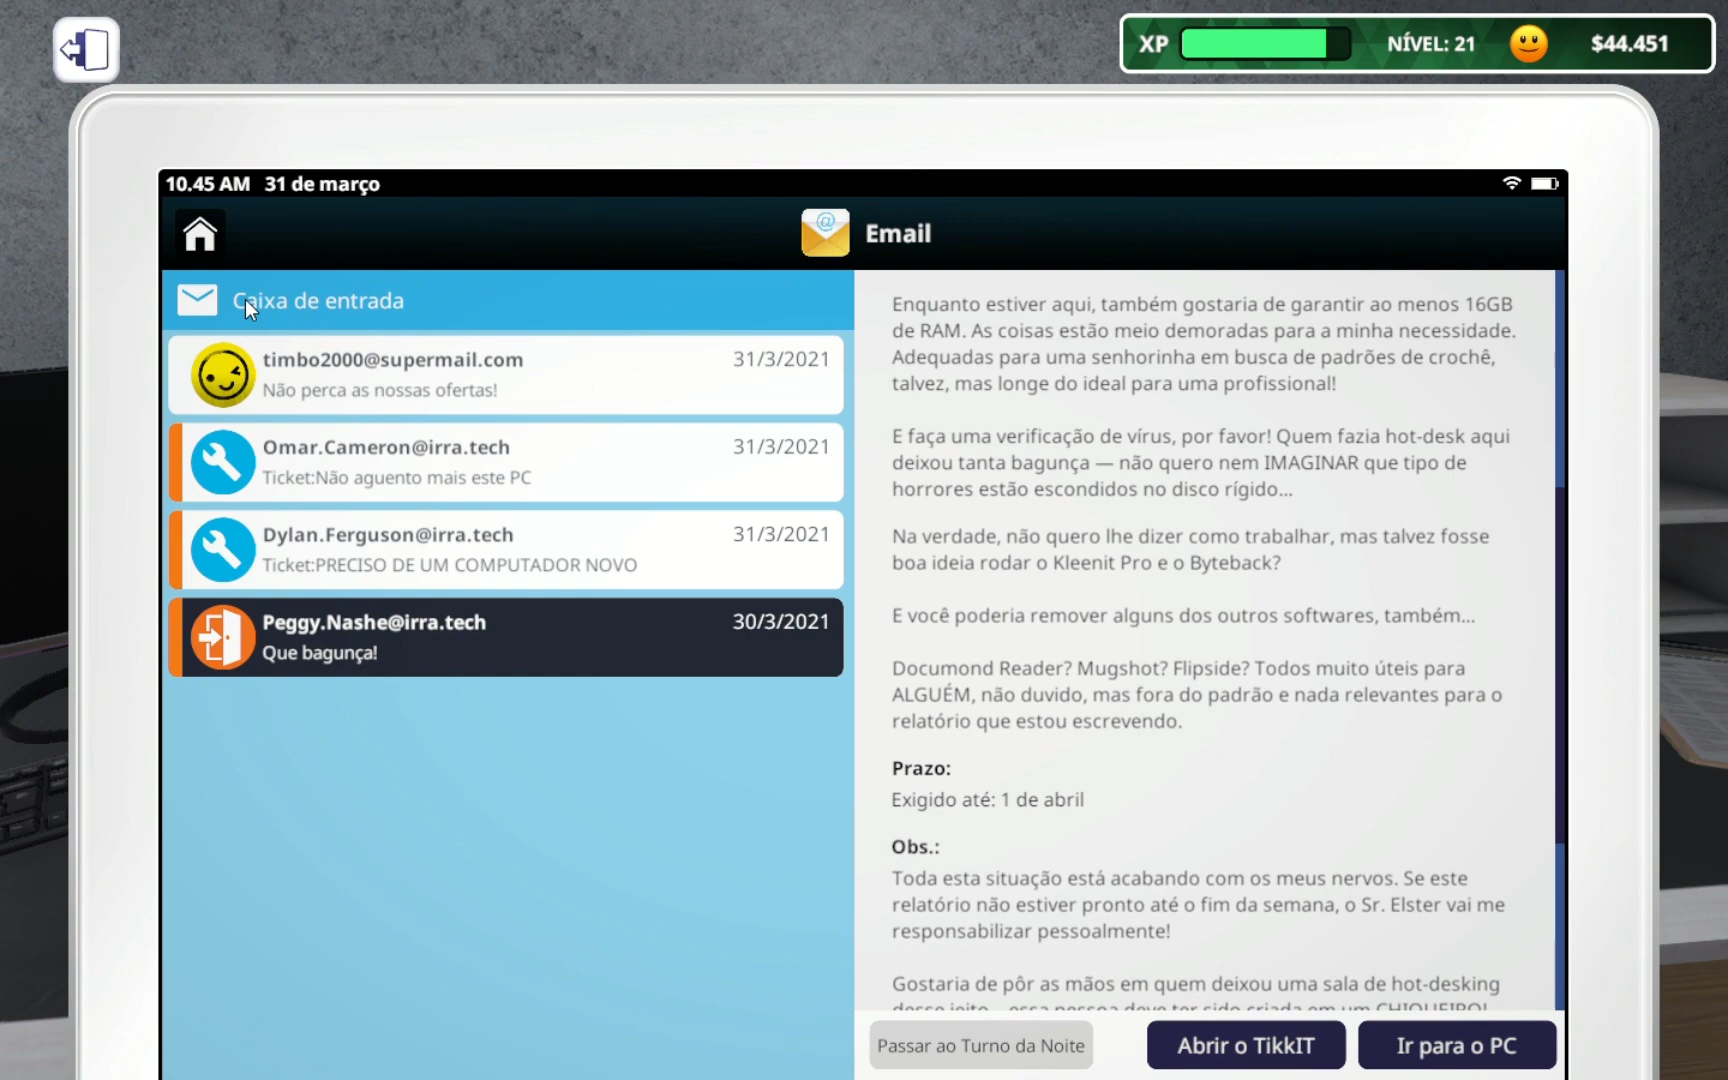 XP
NÍVEL: 21
$44.451
10.45 AM 31 de março
Email
Caixa de entrada
timbo2000@supermail.com 31/3/2021
Não perca as nossas ofertas!
Omar.Cameron@irra.tech 31/3/2021
Ticket:Não aguento mais este PC
Dylan.Ferguson@irra.tech 31/3/2021
Ticket:PRECISO DE UM COMPUTADOR NOVO
Peggy.Nashe@irra.tech 30/3/2021
Que bagunça!
Enquanto estiver aqui, também gostaria de garantir ao menos 16GB
de RAM. As coisas estão meio demoradas para a minha necessidade.
Adequadas para uma senhorinha em busca de padrões de crochê,
talvez, mas longe do ideal para uma profissional!
E faça uma verificação de vírus, por favor! Quem fazia hot-desk aqui
deixou tanta bagunça — não quero nem IMAGINAR que tipo de
horrores estão escondidos no disco rígido...
Na verdade, não quero lhe dizer como trabalhar, mas talvez fosse
boa ideia rodar o Kleenit Pro e o Byteback?
E você poderia remover alguns dos outros softwares, também...
Documond Reader? Mugshot? Flipside? Todos muito úteis para
ALGUÉM, não duvido, mas fora do padrão e nada relevantes para o
relatório que estou escrevendo.
Prazo:
Exigido até: 1 de abril
Obs.:
Toda esta situação está acabando com os meus nervos. Se este
relatório não estiver pronto até o fim da semana, o Sr. Elster vai me
responsabilizar pessoalmente!
Gostaria de pôr as mãos em quem deixou uma sala de hot-desking
desse jeito... essa pessoa deve ter sido criada em um CHIQUEIRO!
Passar ao Turno da Noite
Abrir o TikkIT
Ir para o PC